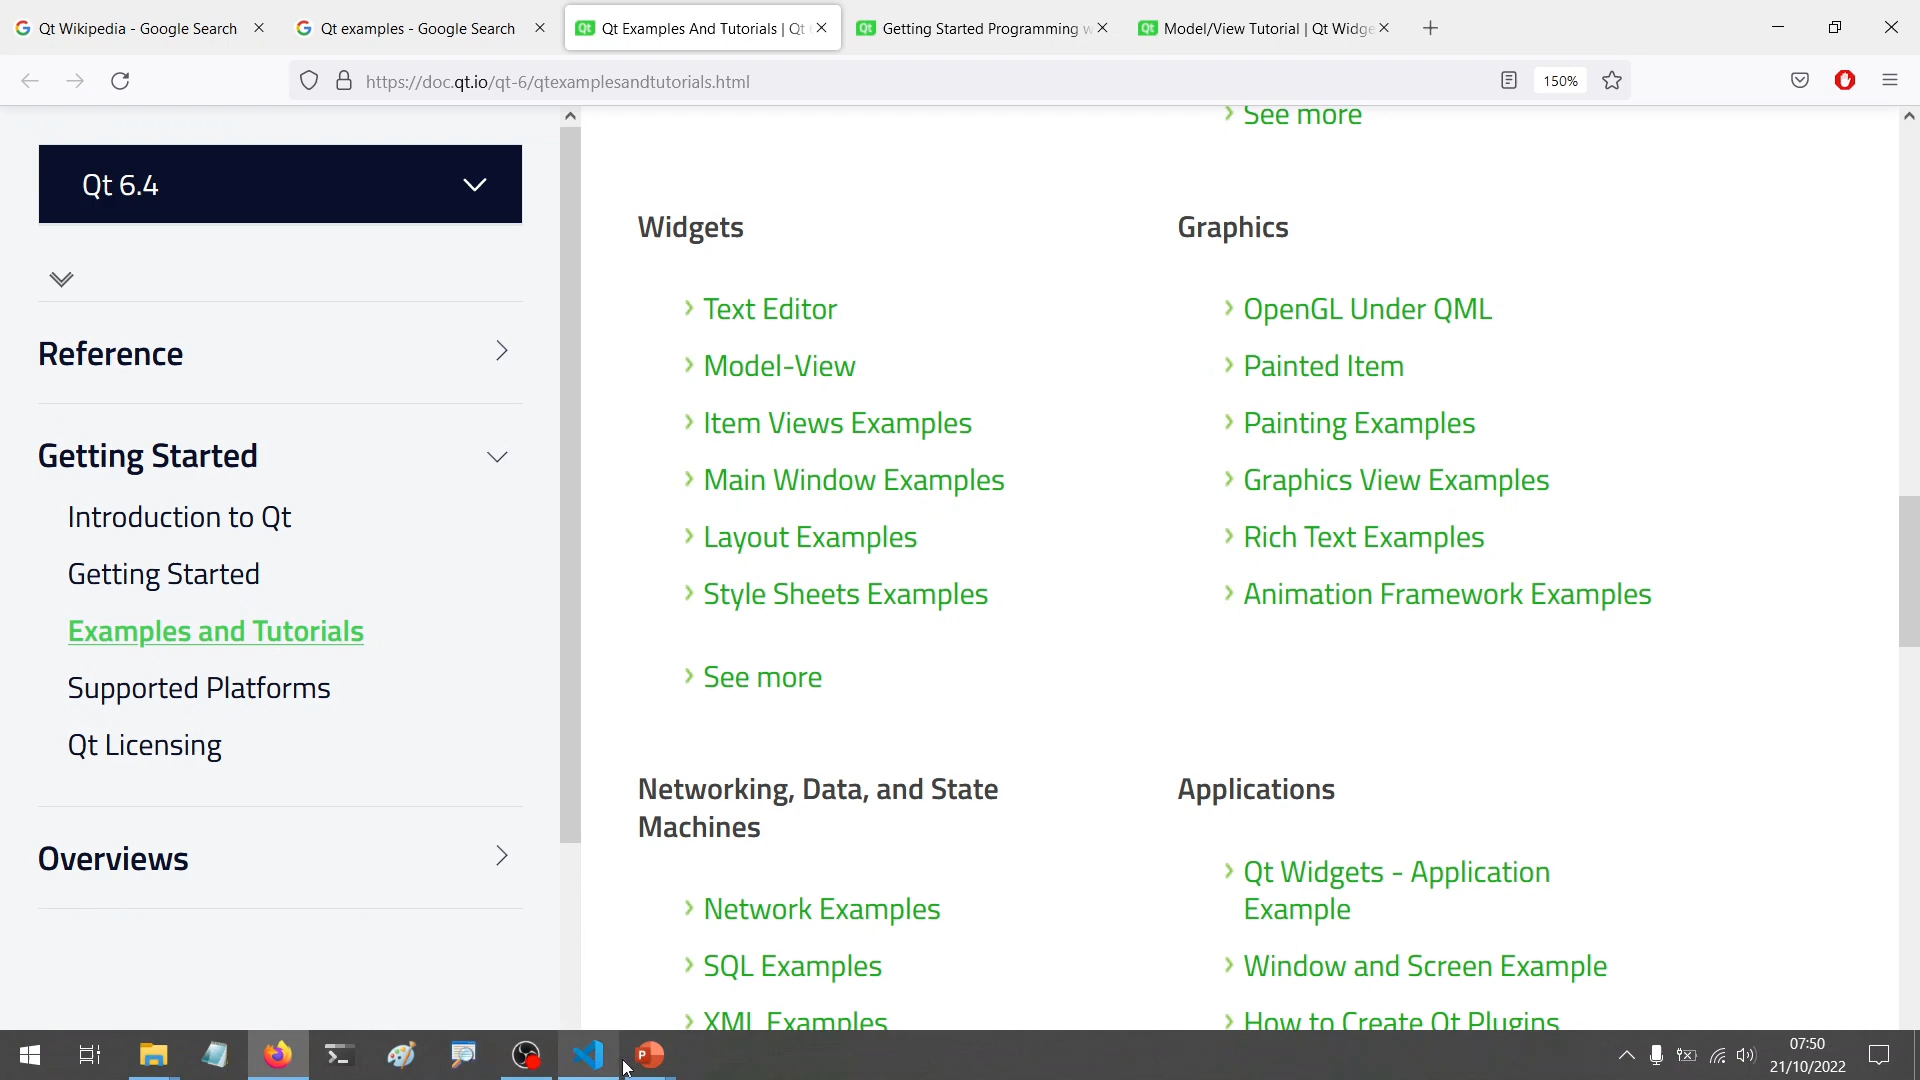 Qt Wikipedia - Google Search
Qt examples - Google Search
Qt Examples And Tutorials | Qt
Getting Started Programming w
Model/View Tutorial | Qt Widge
https://doc.qt.io/qt-6/qtexamplesandtutorials.html
150%
Qt 6.4
Reference
Getting Started
Introduction to Qt
Getting Started
Examples and Tutorials
Supported Platforms
Qt Licensing
Overviews
See more
Widgets
Text Editor
Model-View
Item Views Examples
Main Window Examples
Layout Examples
Style Sheets Examples
See more
Graphics
OpenGL Under QML
Painted Item
Painting Examples
Graphics View Examples
Rich Text Examples
Animation Framework Examples
Networking, Data, and State
Machines
Network Examples
SQL Examples
XML Examples
Applications
Qt Widgets - Application
Example
Window and Screen Example
How to Create Qt Plugins
07:50
21/10/2022